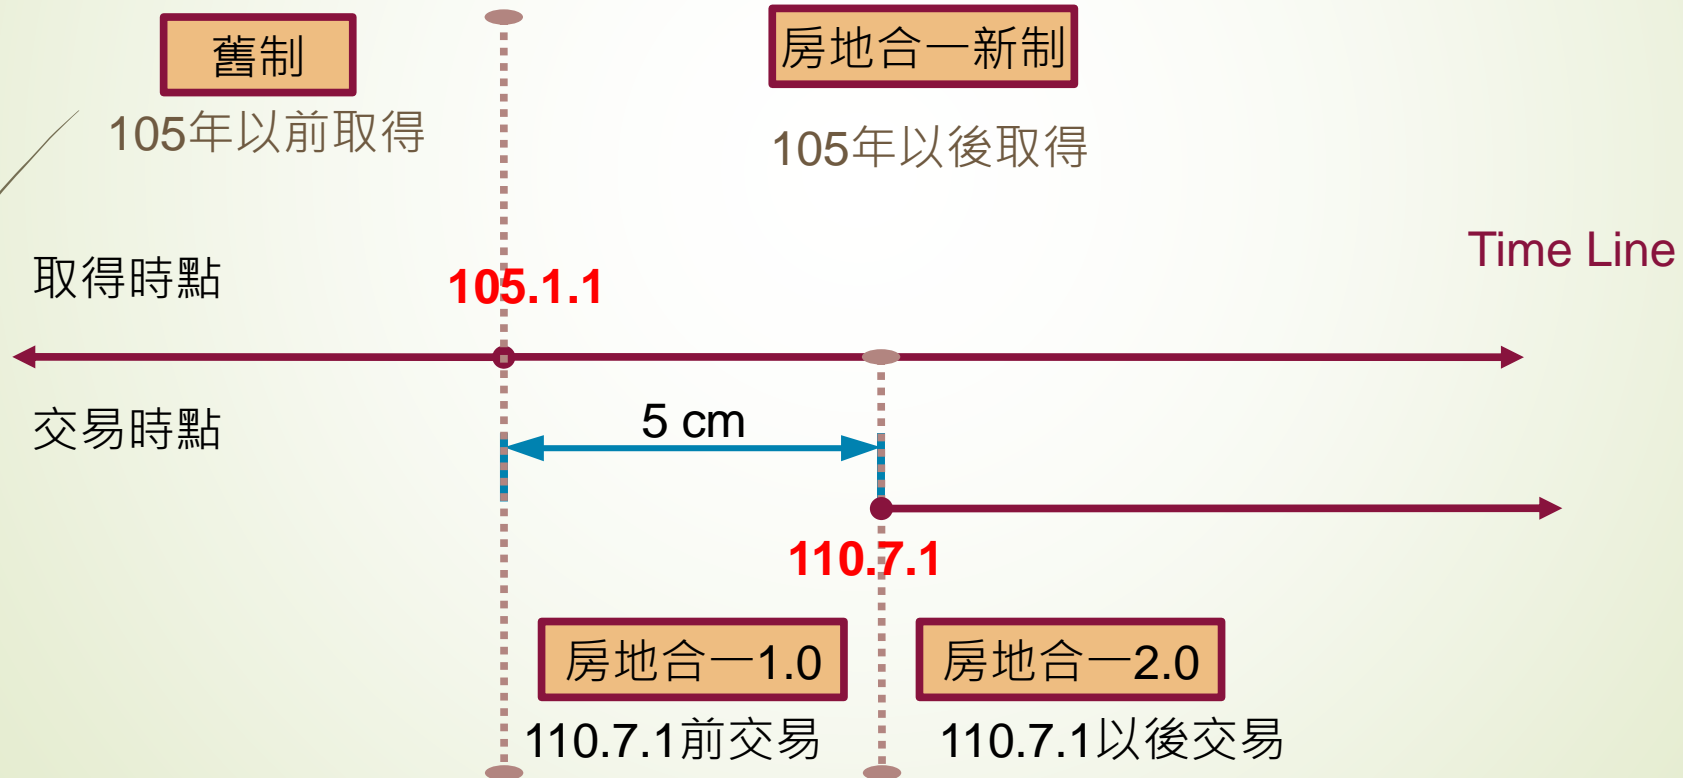 舊制
房地合一新制
105年以前取得
105年以後取得
Time Line
取得時點
105.1.1
交易時點
5 cm
110.7.1
房地合一1.0
房地合一2.0
110.7.1前交易
110.7.1以後交易